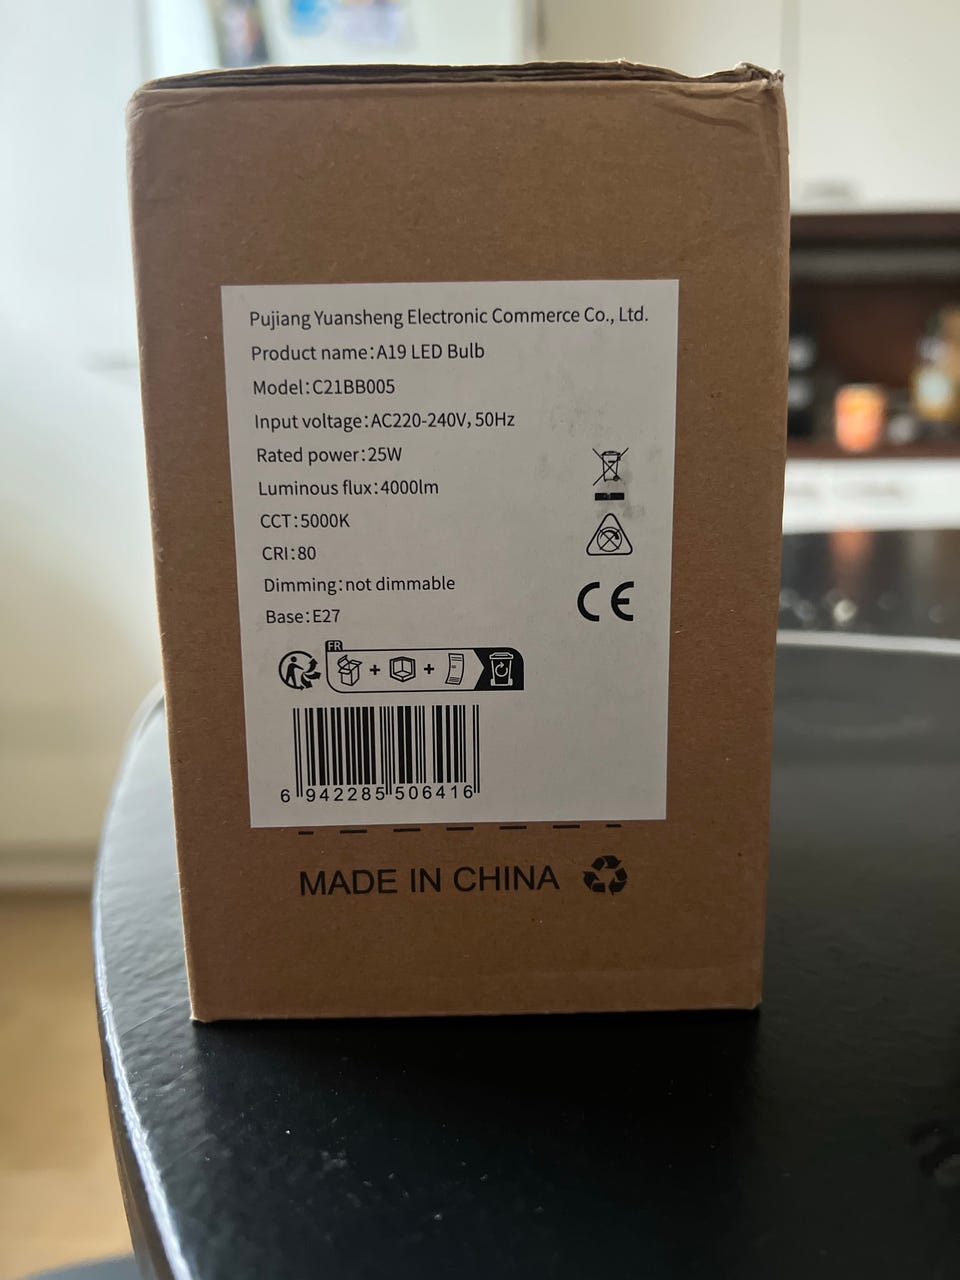 Pujiang Yuansheng Electronic Commerce Co., Ltd.
Product name:A19 LED Bulb
Model:C21BB005
Input voltage:AC220-240V, 50Hz
Rated power:25W
Luminous flux:4000lm
CCT:5000K
CRI:80
Dimming:not dimmable
Base:E27
CE
FR
6 942285 506416
MADE IN CHINA